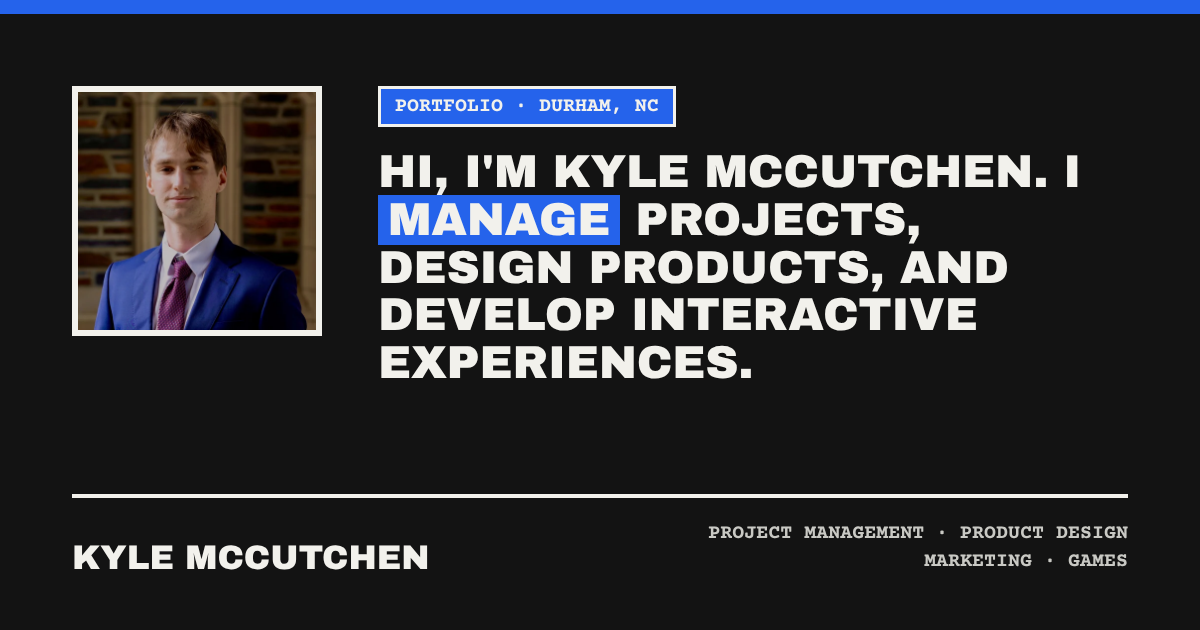 PORTFOLIO · DURHAM, NC
HI, I'M KYLE MCCUTCHEN. I
MANAGE PROJECTS,
DESIGN PRODUCTS, AND
DEVELOP INTERACTIVE
EXPERIENCES.
KYLE MCCUTCHEN
PROJECT MANAGEMENT · PRODUCT DESIGN
MARKETING · GAMES